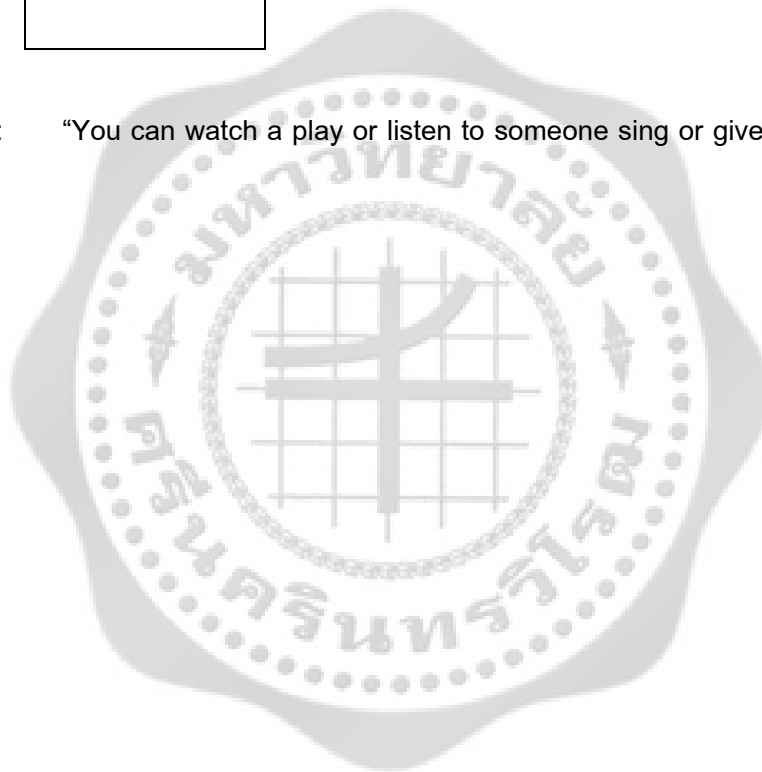 : “You can watch a play or listen to someone sing or give
มหาวิทยาลัย
ศรีนครินทรวิโรฒ